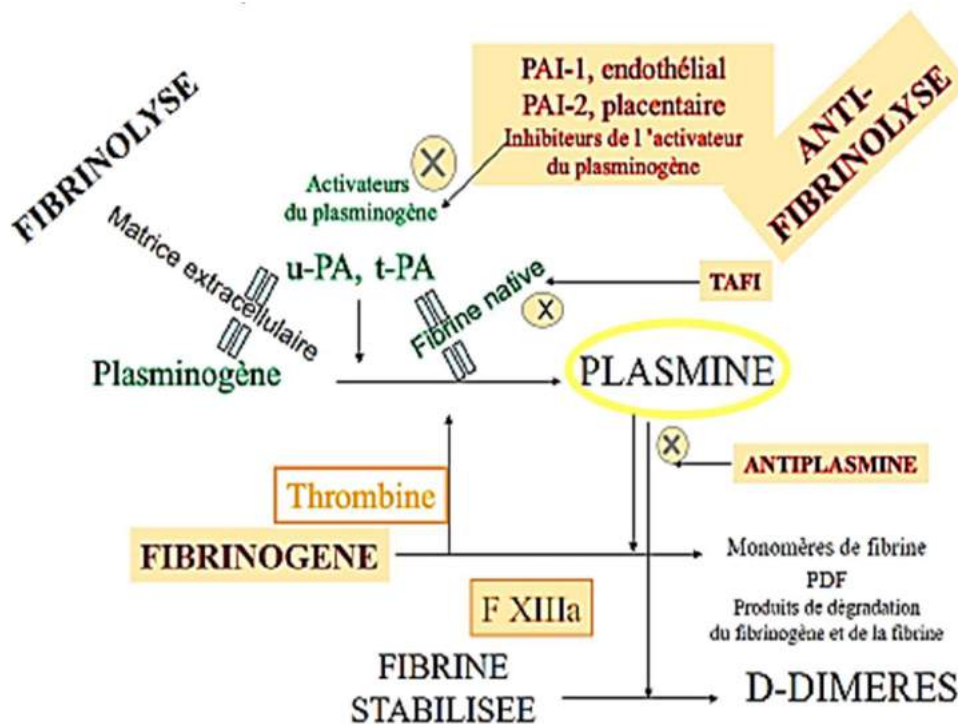 FIBRINOLYSE
PAI-1, endothélial
PAI-2, placentaire
Inhibiteurs de l 'activateur
du plasminogène
ANTI-
FIBRINOLYSE
X
Activateurs
du plasminogène
Matrice extracellulaire
u-PA, t-PA
Fibrine native
X
TAFI
Plasminogène
PLASMINE
X
ANTIPLASMINE
Thrombine
FIBRINOGENE
Monomères de fibrine
PDF
Produits de dègradation
du fibrinogène et de la fibrine
F XIIIa
FIBRINE
STABILISEE
D-DIMERES